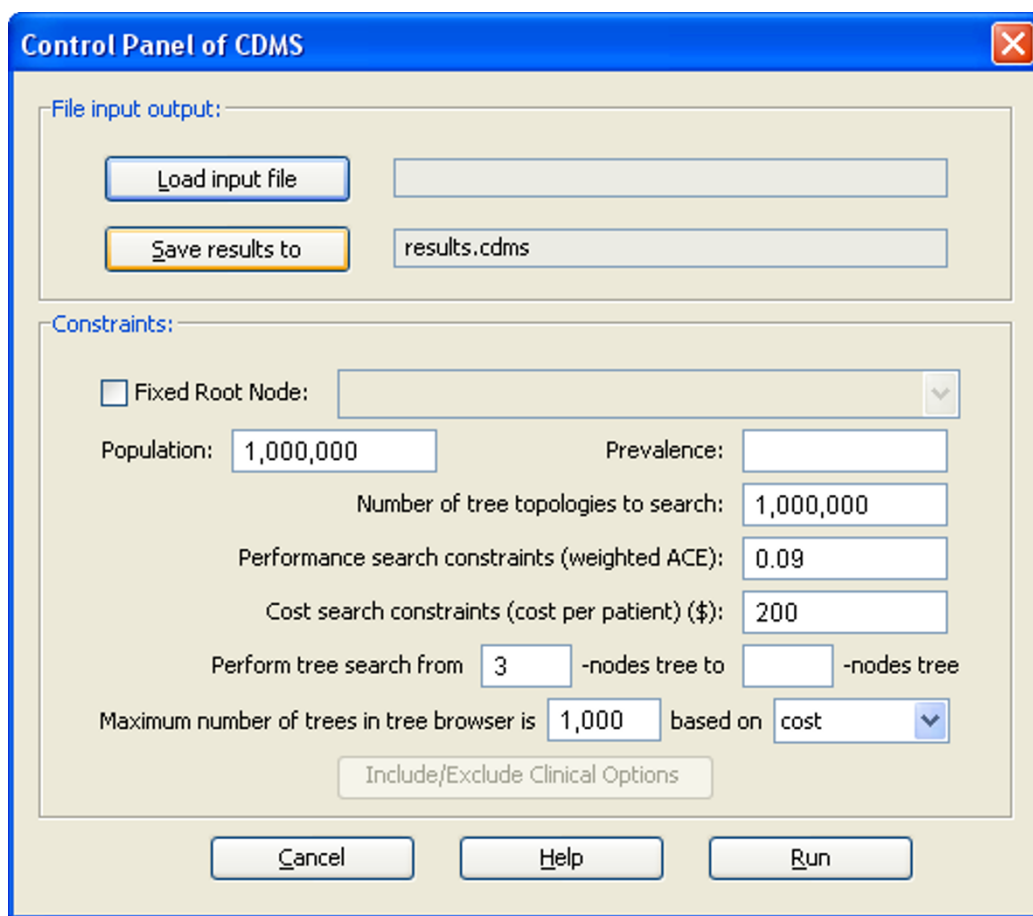 Control Panel of CDMS
File input output:
Load input file
Save results to results.cdms
Constraints:
Fixed Root Node:
Population: 1,000,000 Prevalence:
Number of tree topologies to search: 1,000,000
Performance search constraints (weighted ACE): 0.09
Cost search constraints (cost per patient) ($): 200
Perform tree search from 3 -nodes tree to -nodes tree
Maximum number of trees in tree browser is 1,000 based on cost
Include/Exclude Clinical Options
Cancel Help Run